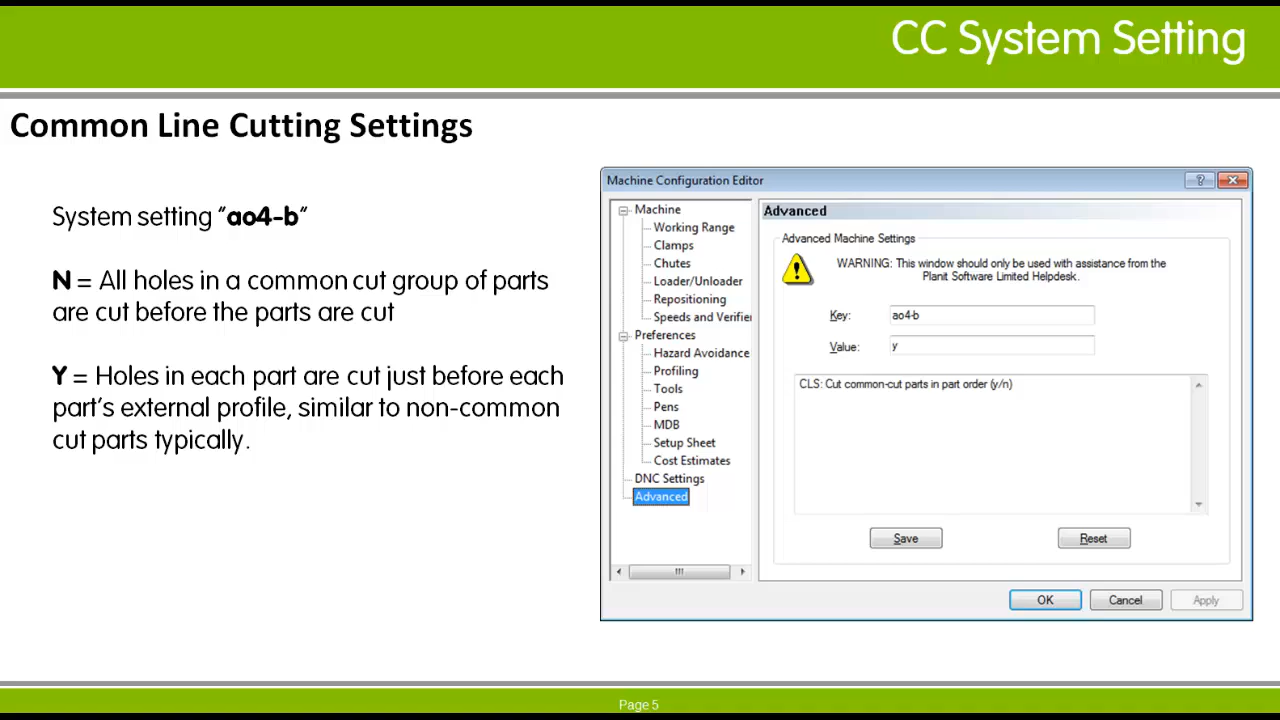 CC System Setting
Common Line Cutting Settings
System setting "ao4-b"
N = All holes in a common cut group of parts
are cut before the parts are cut
Y = Holes in each part are cut just before each
part's external profile, similar to non-common
cut parts typically.
Machine Configuration Editor
Machine
Working Range
Clamps
Chutes
Loader/Unloader
Repositioning
Speeds and Verifier
Preferences
Hazard Avoidance
Profiling
Tools
Pens
MDB
Setup Sheet
Cost Estimates
DNC Settings
Advanced
Advanced
Advanced Machine Settings
WARNING: This window should only be used with assistance from the
Planit Software Limited Helpdesk.
Key: ao4-b
Value: y
CLS: Cut common-cut parts in part order (y/n)
Save Reset
OK Cancel Apply
Page 5